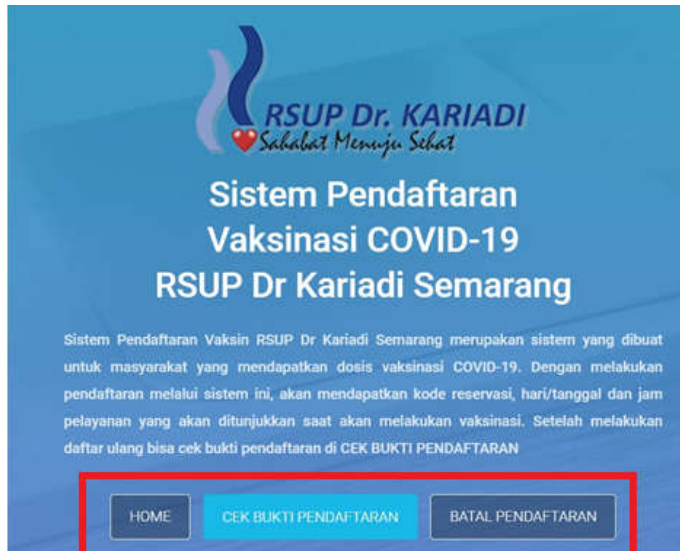 RSUP Dr. KARIADI
Sahabat Menuju Sehat
Sistem Pendaftaran
Vaksinasi COVID-19
RSUP Dr Kariadi Semarang
Sistem Pendaftaran Vaksin RSUP Dr Kariadi Semarang merupakan sistem yang dibuat
untuk masyarakat yang mendapatkan dosis vaksinasi COVID-19. Dengan melakukan
pendaftaran melalui sistem ini, akan mendapatkan kode reservasi, hari/tanggal dan jam
pelayanan yang akan ditunjukkan saat akan melakukan vaksinasi. Setelah melakukan
daftar ulang bisa cek bukti pendaftaran di CEK BUKTI PENDAFTARAN
HOME CEK BUKTI PENDAFTARAN BATAL PENDAFTARAN